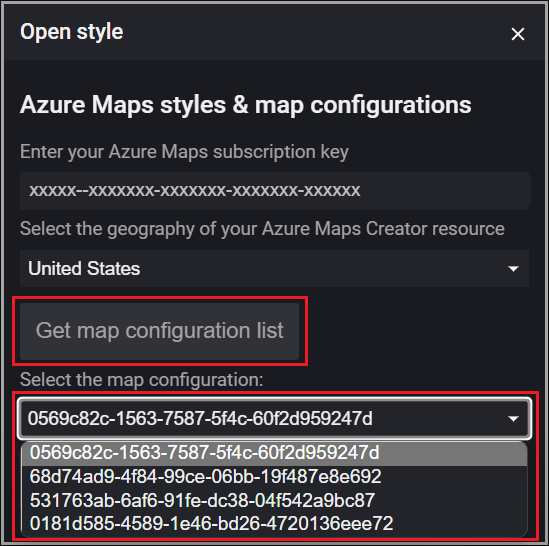 Open style
Azure Maps styles & map configurations
Enter your Azure Maps subscription key
xxxxx--xxxxxxx-xxxxxxx-xxxxxxx-xxxxxx
Select the geography of your Azure Maps Creator resource
United States
Get map configuration list
Select the map configuration:
0569c82c-1563-7587-5f4c-60f2d959247d
0569c82c-1563-7587-5f4c-60f2d959247d
68d74ad9-4f84-99ce-06bb-19f487e8e692
531763ab-6af6-91fe-dc38-04f542a9bc87
0181d585-4589-1e46-bd26-4720136eee72